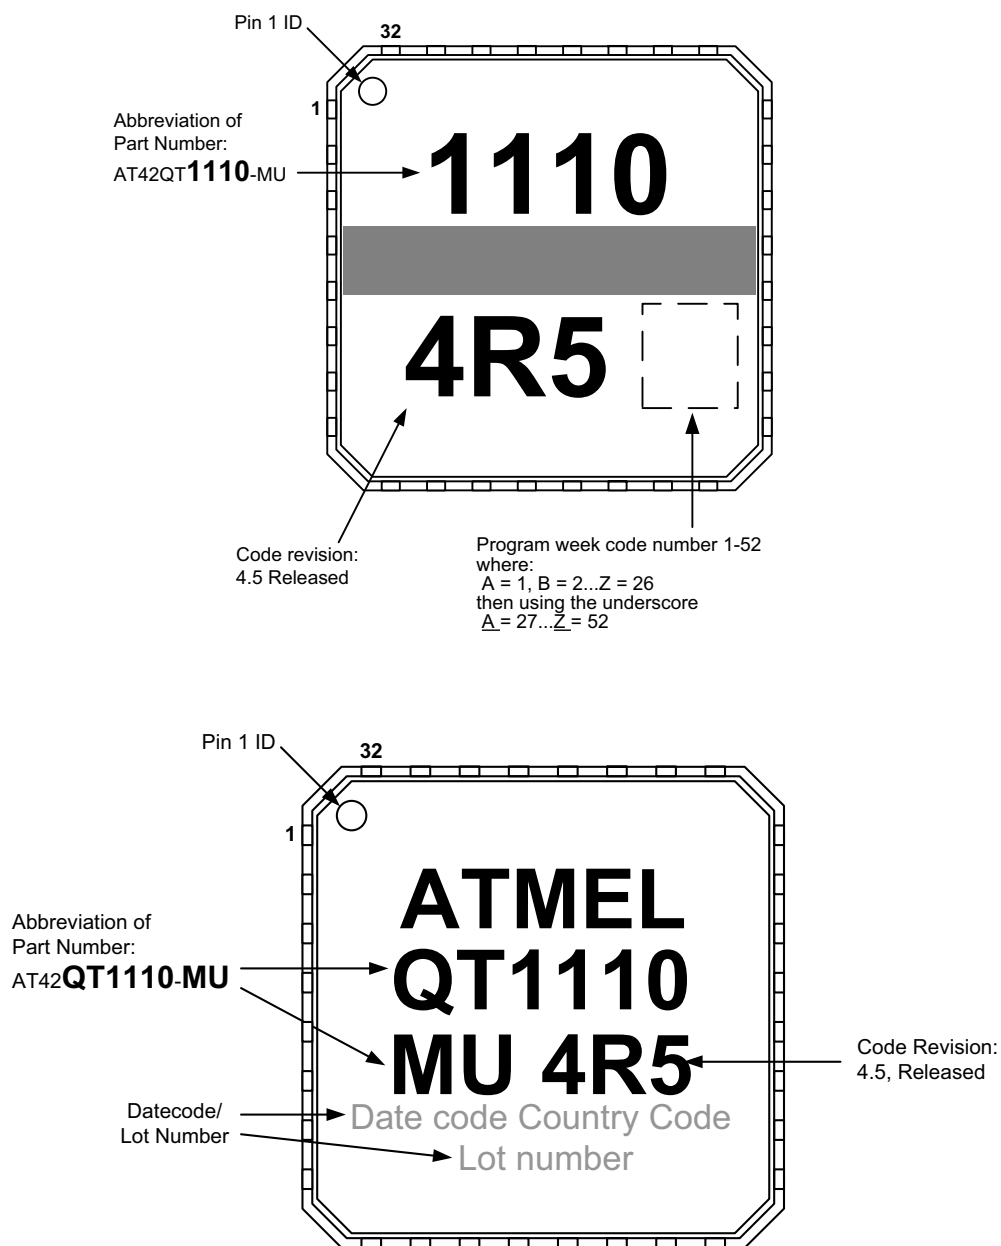 Pin 1 ID
32
1
Abbreviation of
Part Number:
AT42QT1110-MU
1110
4R5
Code revision:
4.5 Released
Program week code number 1-52
where:
A = 1, B = 2...Z = 26
then using the underscore
A = 27...Z = 52
Pin 1 ID
32
1
ATMEL
Abbreviation of
Part Number:
AT42QT1110-MU
QT1110
MU 4R5
Code Revision:
4.5, Released
Datecode/
Lot Number
Date code Country Code
Lot number